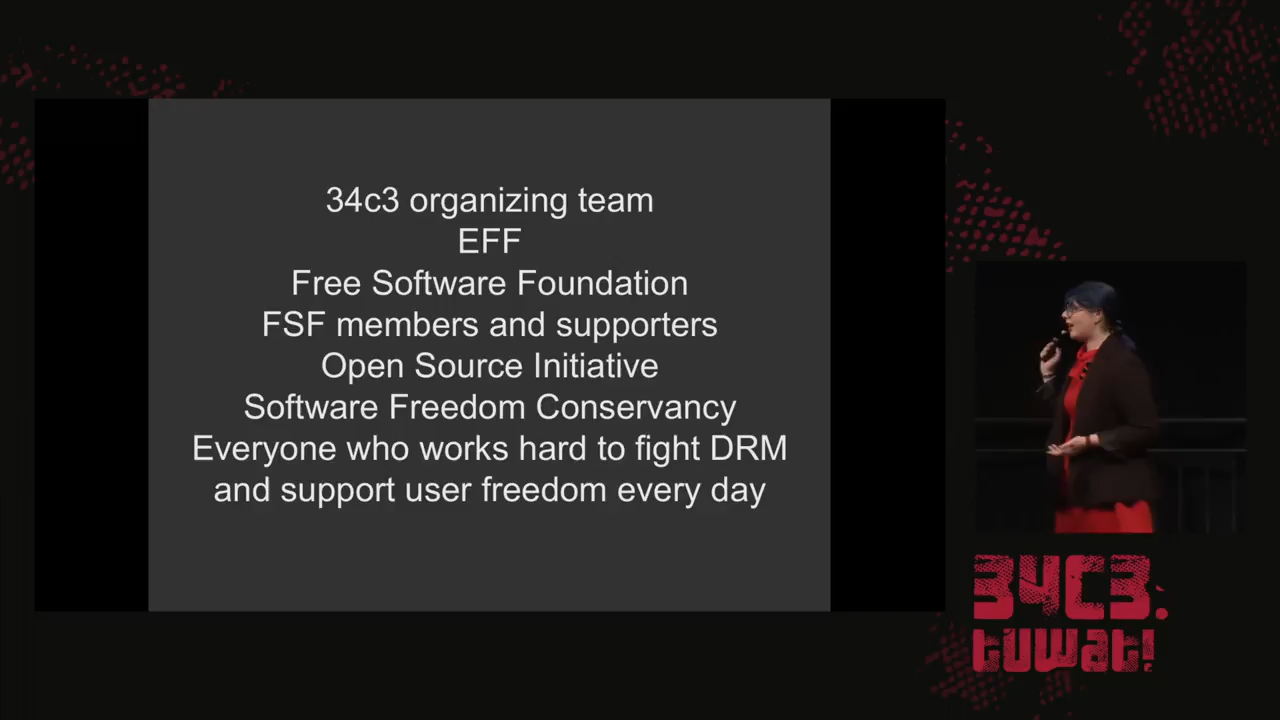 34c3 organizing team
EFF
Free Software Foundation
FSF members and supporters
Open Source Initiative
Software Freedom Conservancy
Everyone who works hard to fight DRM
and support user freedom every day
34C3.
tuwat!